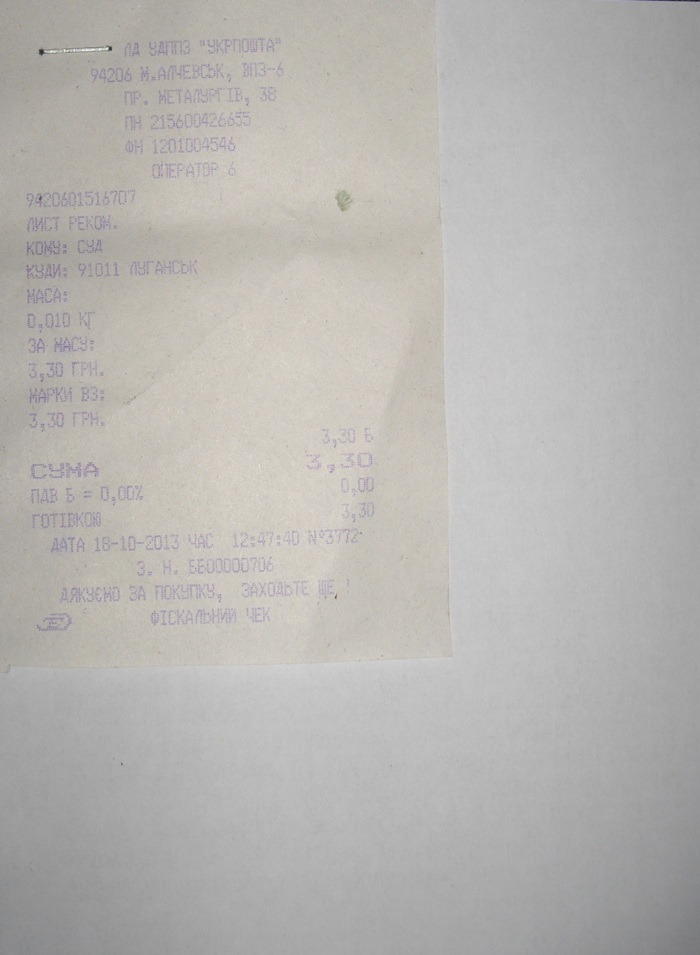 ЛД УДППЗ "УКРПОШТА"
94206 М.АЛЧЕВСЬК, ВПЗ-6
ПР. МЕТАЛУРГІВ, 38
ПН 215600426655
ФН 1201004546
ОПЕРАТОР 6
9420601516707
ЛИСТ РЕКОМ.
КОМУ: СУД
КУДИ: 91011 ЛУГАНСЬК
МАСА:
0,010 КГ
ЗА МАСУ:
3,30 ГРН.
МАРКИ ВЗ:
3,30 ГРН.
3,30 Б
СУМА 3,30
ПДВ Б = 0,00% 0,00
ГОТІВКОЮ 3,30
ДАТА 18-10-2013 ЧАС 12:47:40 №3772
З. Н. БЕ00000706
ДЯКУЄМО ЗА ПОКУПКУ, ЗАХОДЬТЕ ЩЕ !
ФІСКАЛЬНИЙ ЧЕК